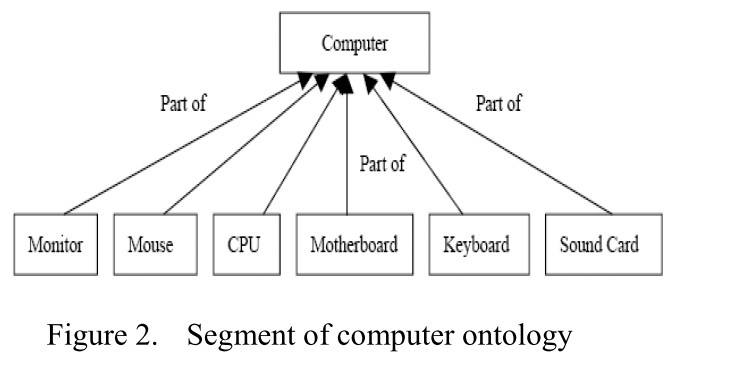 Computer
Part of
Part of
Part of
Monitor
Mouse
CPU
Motherboard
Keyboard
Sound Card
Figure 2. Segment of computer ontology